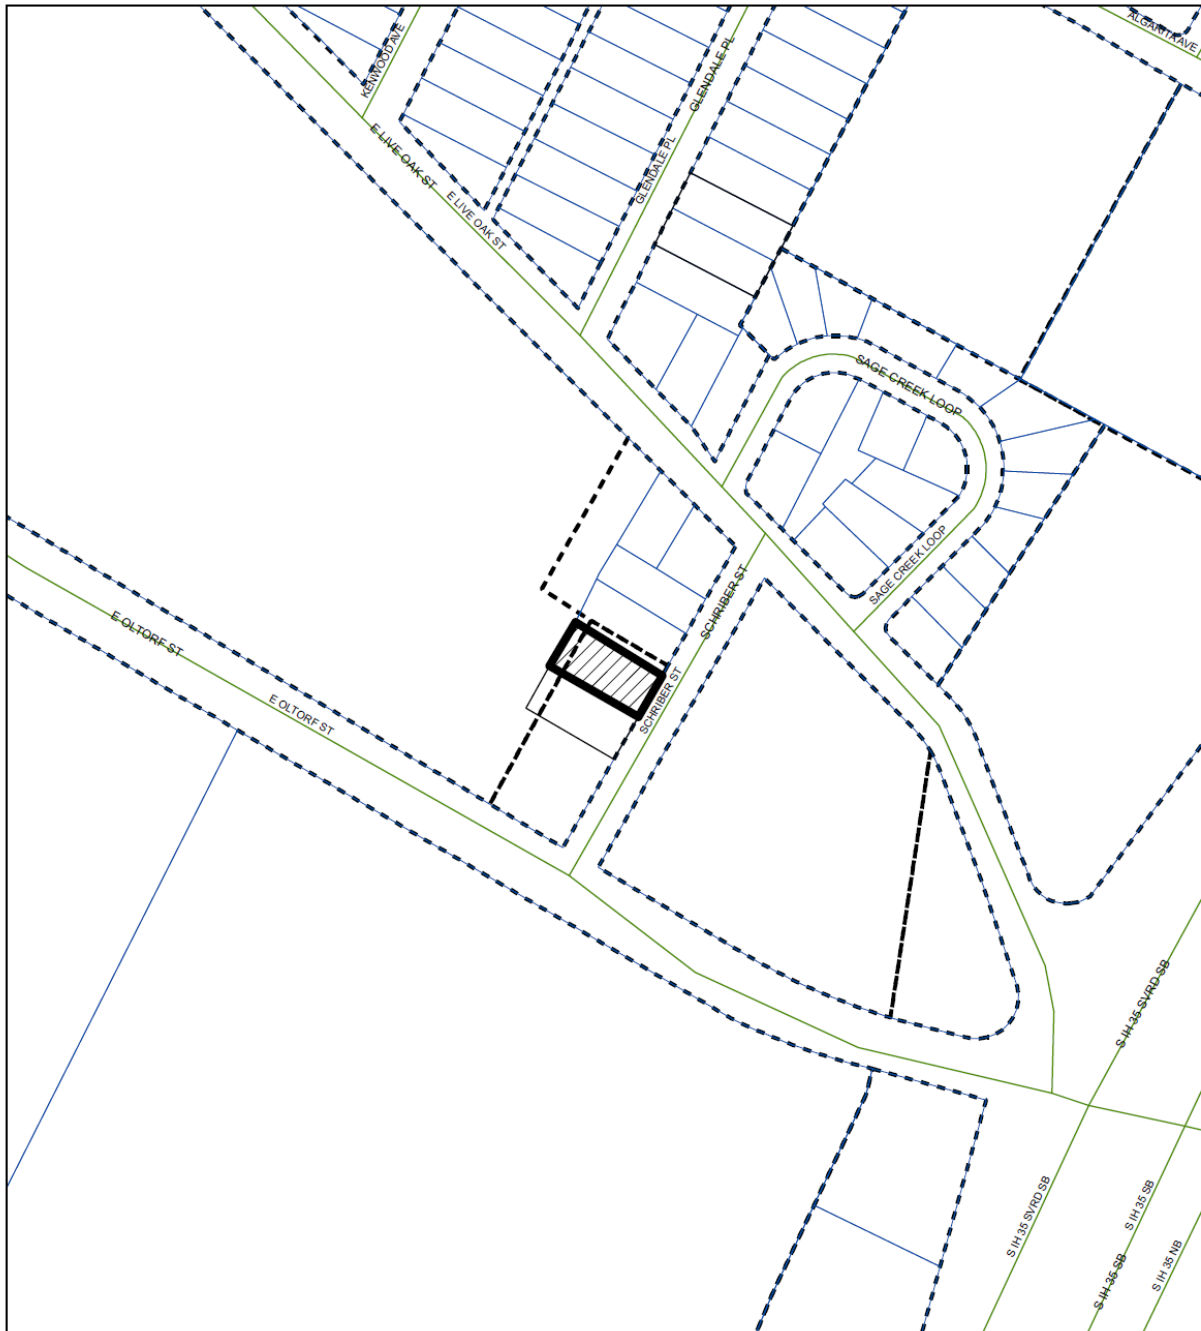 KENWOOD AVE
GLENDALE PL
ALGARITA AVE
E LIVE OAK ST
GLENDALE PL
E LIVE OAK ST
SAGE CREEK LOOP
SAGE CREEK LOOP
SCHRIBER ST
E OLTORF ST
SCHRIBER ST
E OLTORF ST
S IH 35 SVRD SB
S IH 35 SVRD SB
S IH 35 SB
S IH 35 SB
S IH 35 NB